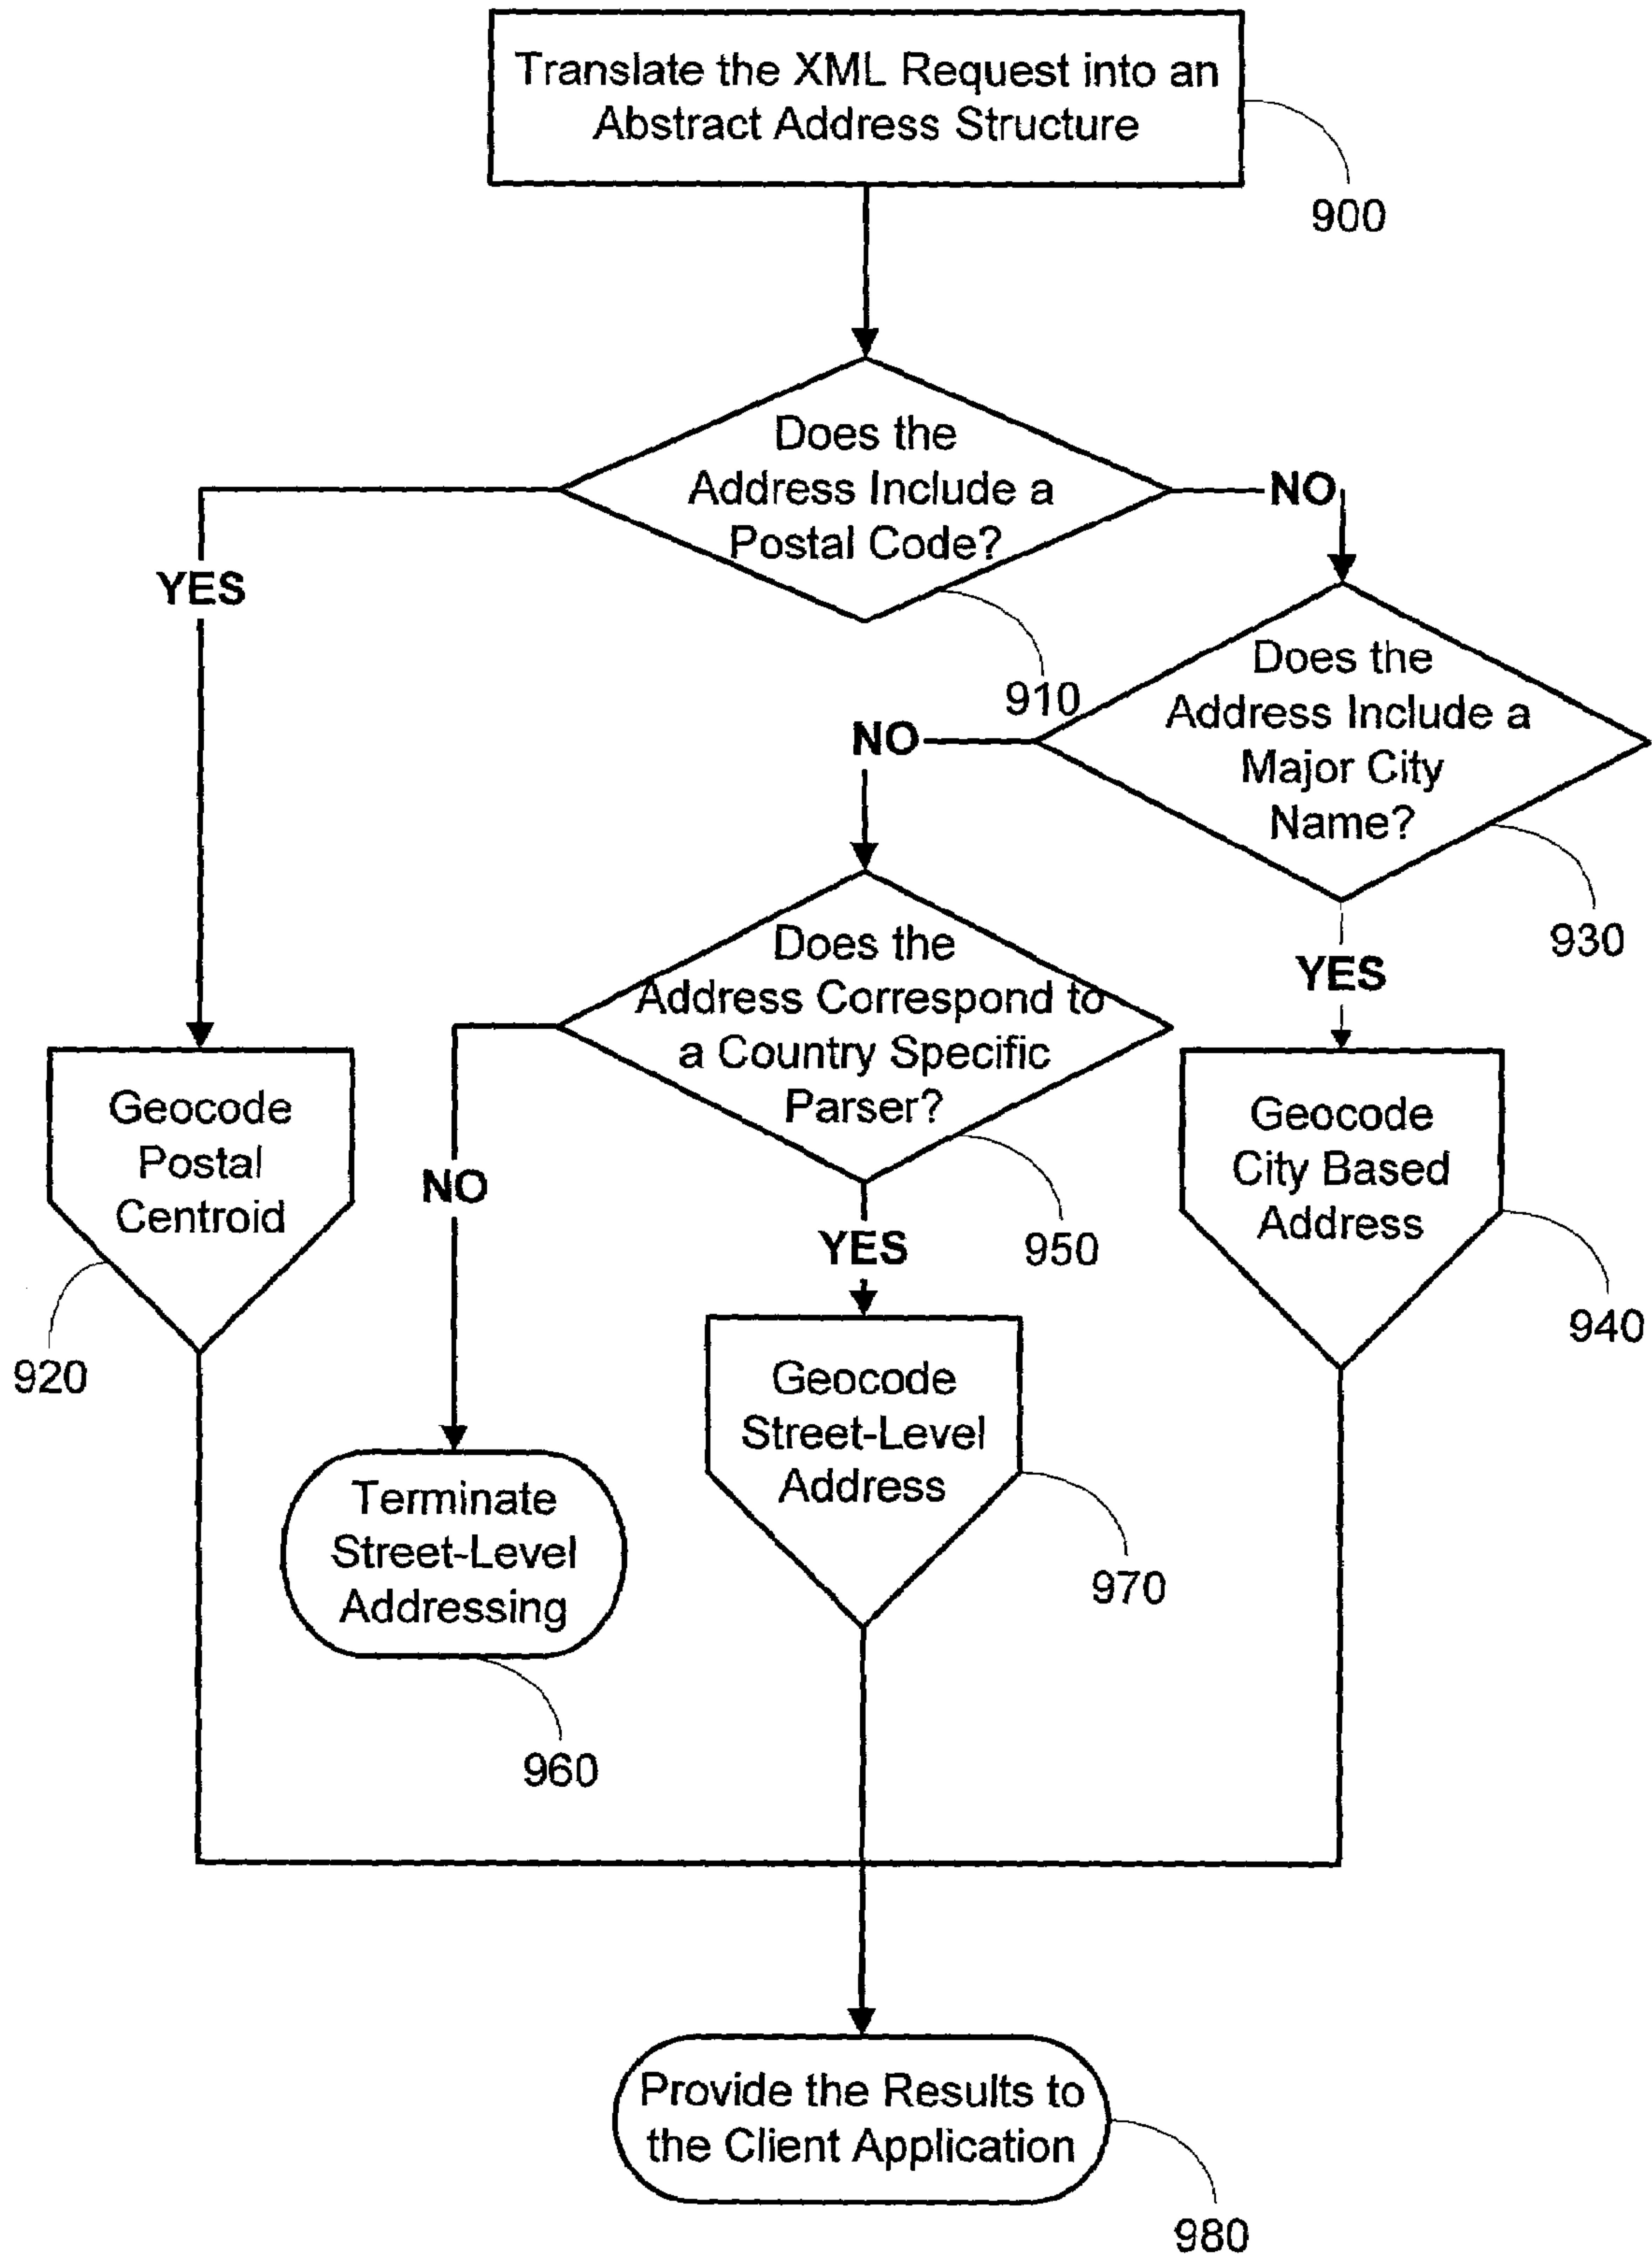 Translate the XML Request into an
Abstract Address Structure
900
Does the
Address Include a
Postal Code?
910
YES
NO
Does the
Address Include a
Major City
Name?
930
NO
YES
Does the
Address Correspond to
a Country Specific
Parser?
950
NO
YES
Geocode
Postal
Centroid
920
Geocode
City Based
Address
940
Terminate
Street-Level
Addressing
960
Geocode
Street-Level
Address
970
Provide the Results to
the Client Application
980